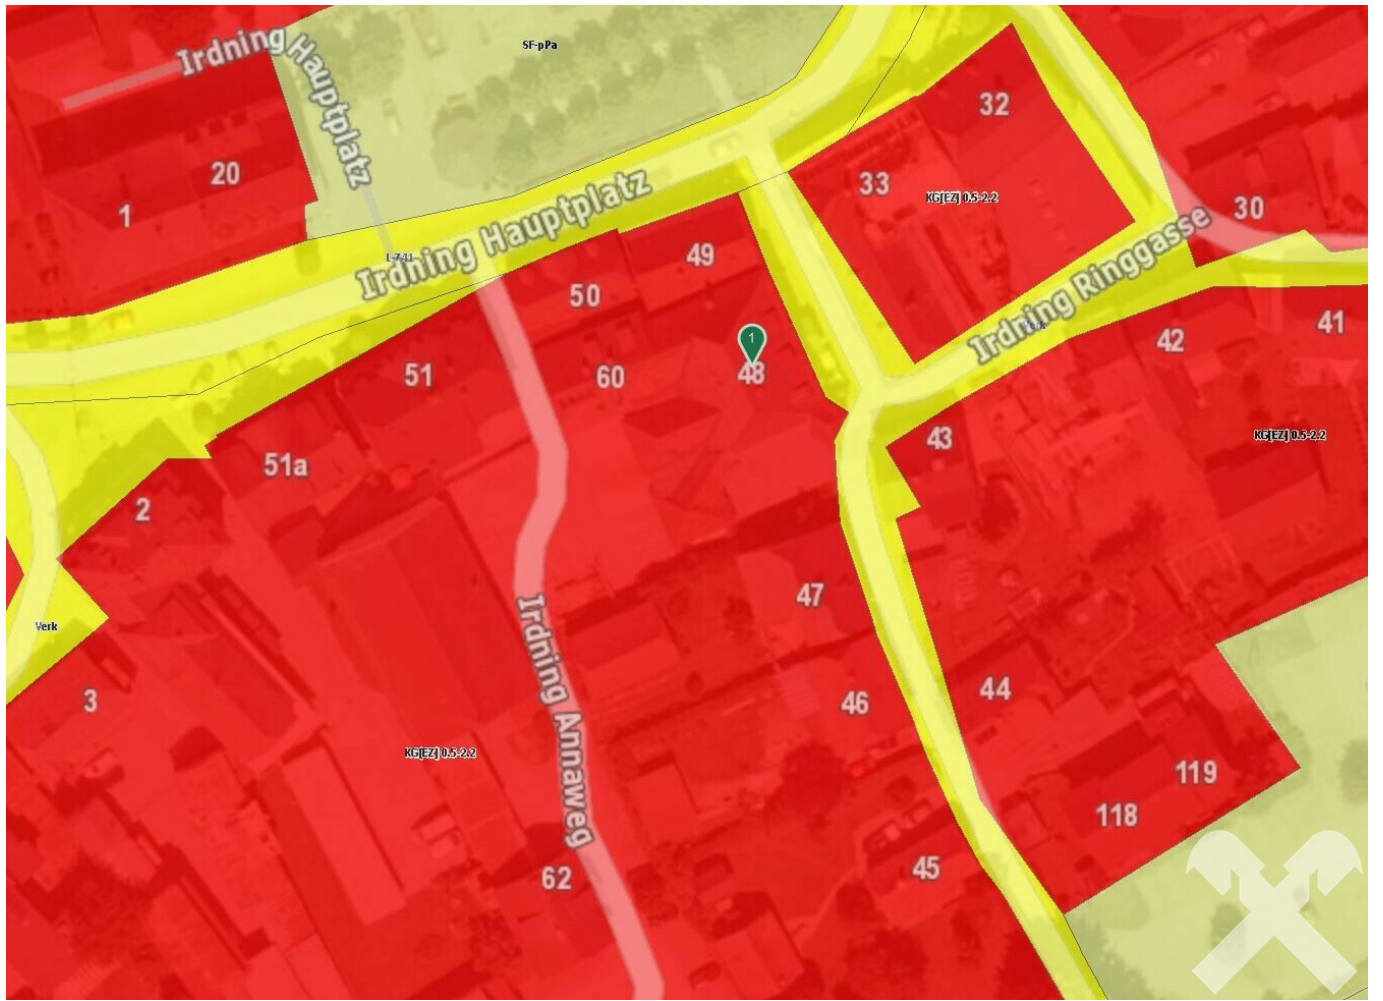 Irdning Hauptplatz
SF-pPa
32
20
33
KG[EZ] 0.5-2.2
1
30
Irdning Hauptplatz
L-741
49
Irdning Ringgasse
50
1
42
41
51
60
48
43
KG[EZ] 0.5-2.2
51a
2
47
Verk
Irdning Annaweg
3
46
44
KG[EZ] 0.5-2.2
119
118
45
62